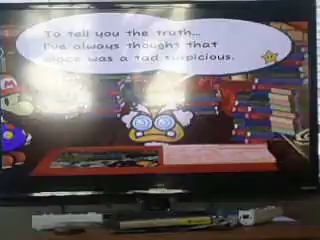 To tell you the truth...
I've always thought that
place was a tad suspicious.